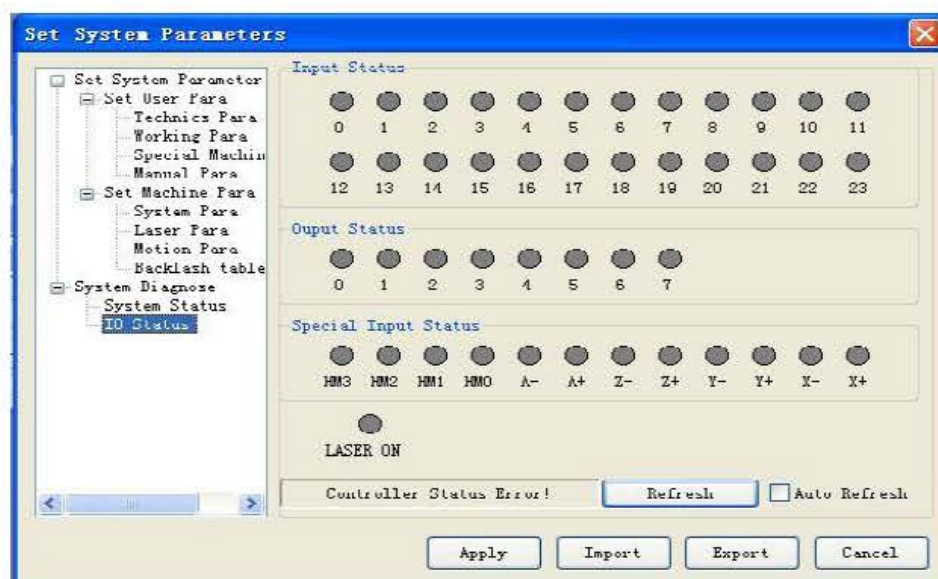 Set System Parameters
Set System Parameter
Set User Para
Technics Para
Working Para
Special Machin
Manual Para
Set Machine Para
System Para
Laser Para
Motion Para
Backlash table
System Diagnose
System Status
IO Status
Input Status
0 1 2 3 4 5 6 7 8 9 10 11
12 13 14 15 16 17 18 19 20 21 22 23
Ouput Status
0 1 2 3 4 5 6 7
Special Input Status
HM3 HM2 HM1 HM0 A- A+ Z- Z+ Y- Y+ X- X+
LASER ON
Controller Status Error! Refresh Auto Refresh
Apply Import Export Cancel